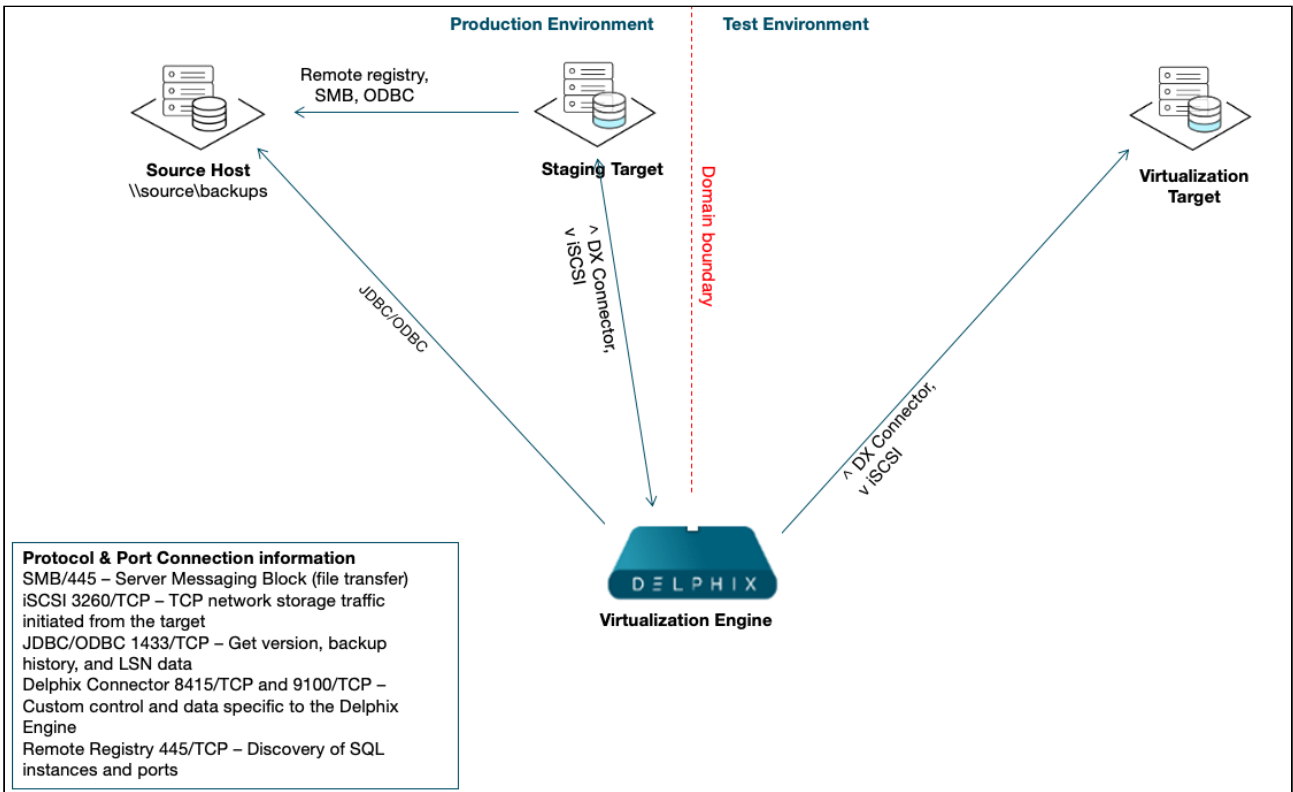 Production Environment
Test Environment
Remote registry,
SMB, ODBC
Source Host
\\source\backups
Staging Target
Virtualization
Target
Domain boundary
^ DX Connector,
v iSCSI
JDBC/ODBC
^ DX Connector,
v iSCSI
DELPHIX
Virtualization Engine
Protocol & Port Connection information
SMB/445 – Server Messaging Block (file transfer)
iSCSI 3260/TCP – TCP network storage traffic
initiated from the target
JDBC/ODBC 1433/TCP – Get version, backup
history, and LSN data
Delphix Connector 8415/TCP and 9100/TCP –
Custom control and data specific to the Delphix
Engine
Remote Registry 445/TCP – Discovery of SQL
instances and ports